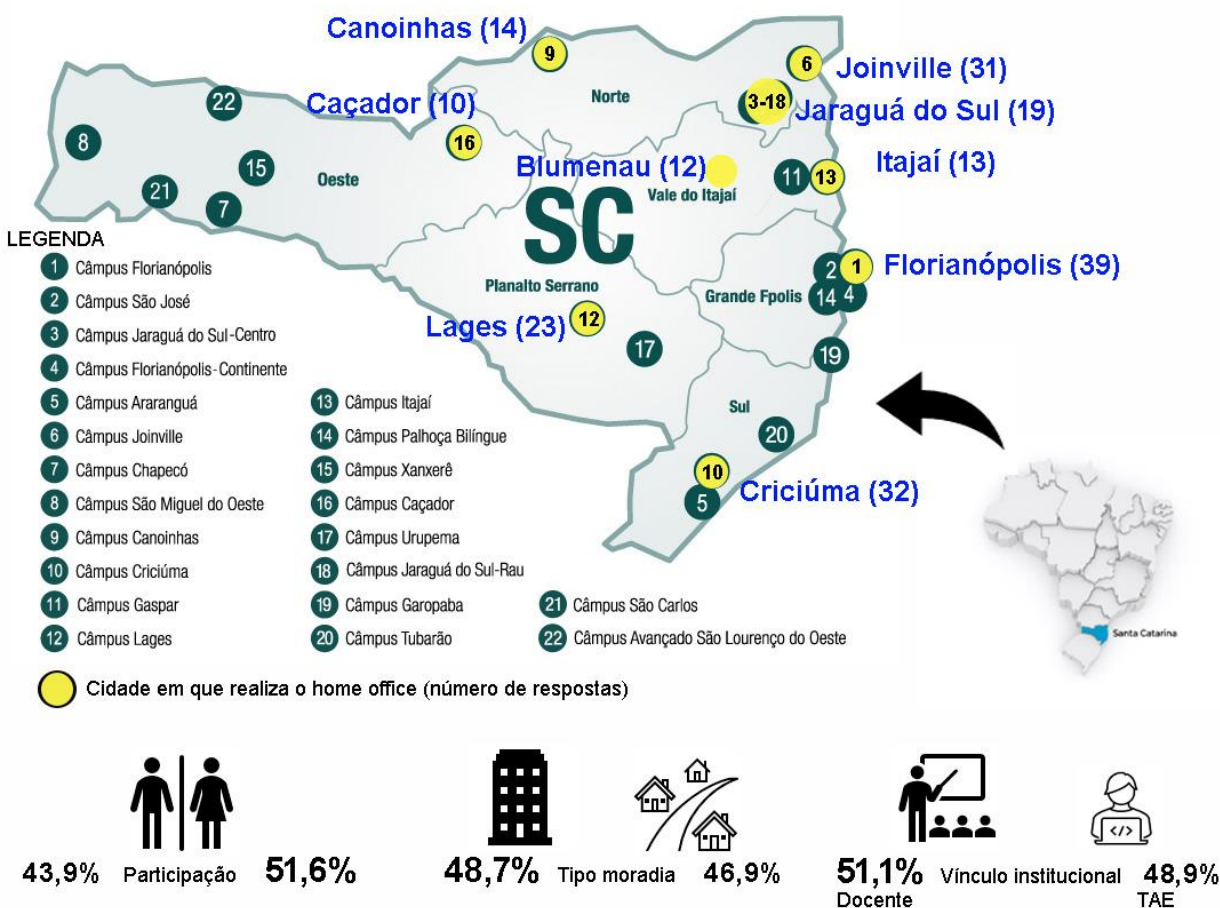 Canoinhas (14)
9
6
Joinville (31)
Norte
22
Caçador (10)
3-18
Jaraguá do Sul (19)
8
16
15
Oeste
Blumenau (12)
Itajaí (13)
11
13
21
Vale do Itajaí
7
SC
LEGENDA
1 Câmpus Florianópolis
2 Câmpus São José
3 Câmpus Jaraguá do Sul-Centro
4 Câmpus Florianópolis-Continente
5 Câmpus Araranguá
6 Câmpus Joinville
7 Câmpus Chapecó
8 Câmpus São Miguel do Oeste
9 Câmpus Canoinhas
10 Câmpus Criciúma
11 Câmpus Gaspar
12 Câmpus Lages
13 Câmpus Itajaí
14 Câmpus Palhoça Bilíngue
15 Câmpus Xanxerê
16 Câmpus Caçador
17 Câmpus Urupema
18 Câmpus Jaraguá do Sul-Rau
19 Câmpus Garopaba
20 Câmpus Tubarão
21 Câmpus São Carlos
22 Câmpus Avançado São Lourenço do Oeste
2
1
Florianópolis (39)
Planalto Serrano
Grande Fpolis
14
4
Lages (23)
12
17
19
Sul
20
10
Criciúma (32)
5
Santa Catarina
Cidade em que realiza o home office (número de respostas)
43,9% Participação 51,6%
48,7% Tipo moradia 46,9%
51,1% Vínculo institucional 48,9%
Docente TAE